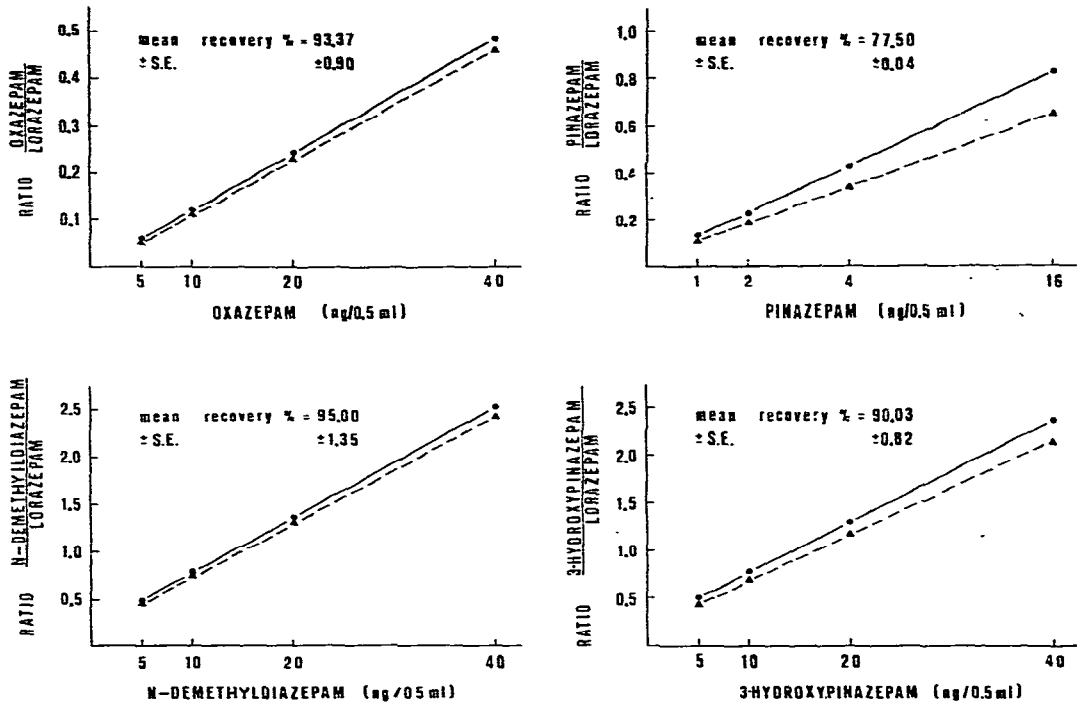 OXAZEPAM
LORAZEPAM
RATIO
0.5
0.4
0.3
0.2
0.1
mean recovery % = 93.37
± S.E. ±0.90
5 10 20 40
OXAZEPAM (ng/0.5 ml)
PINAZEPAM
LORAZEPAM
RATIO
1.0
0.8
0.6
0.4
0.2
mean recovery % = 77.50
± S.E. ±0.04
1 2 4 16
PINAZEPAM (ng/0.5 ml)
N-DEMETHYILDIAZEPAM
LORAZEPAM
RATIO
2.5
2.0
1.5
1.0
0.5
mean recovery % = 95.00
± S.E. ±1.35
5 10 20 40
N-DEMETHYLDIAZEPAM (ng/05 ml)
3-HYDROXYPINAZEPAM
LORAZEPAM
RATIO
2.5
2.0
1.5
1.0
0.5
mean recovery % = 90.03
± S.E. ±0.82
5 10 20 40
3-HYDROXYPINAZEPAM (ng/0.5ml)